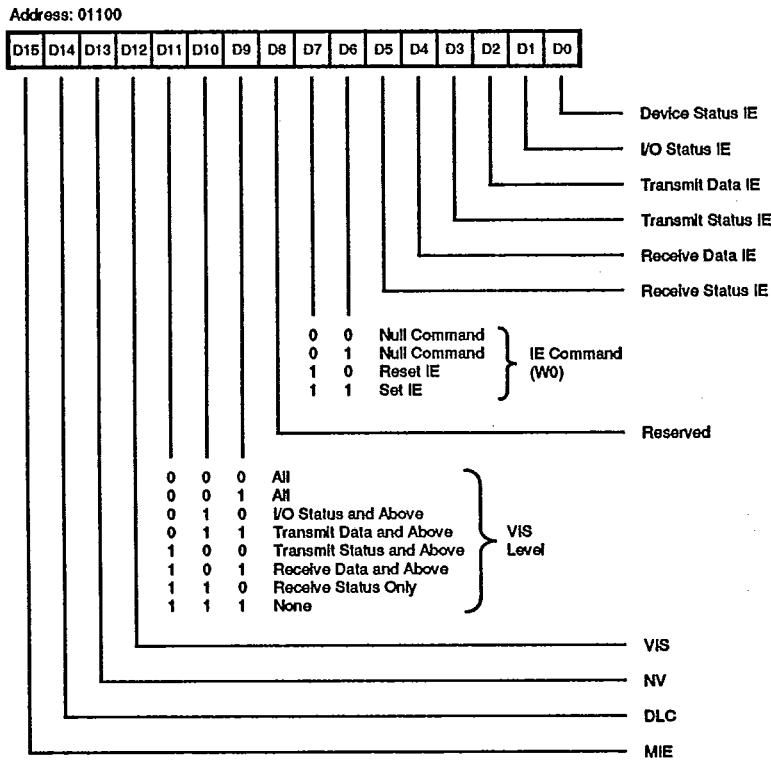 Address: 01100
D15 D14 D13 D12 D11 D10 D9 D8 D7 D6 D5 D4 D3 D2 D1 D0
Device Status IE
I/O Status IE
Transmit Data IE
Transmit Status IE
Receive Data IE
Receive Status IE
0 0 Null Command
0 1 Null Command
1 0 Reset IE
1 1 Set IE
IE Command
(W0)
Reserved
0 0 0 All
0 0 1 All
0 1 0 I/O Status and Above
0 1 1 Transmit Data and Above
1 0 0 Transmit Status and Above
1 0 1 Receive Data and Above
1 1 0 Receive Status Only
1 1 1 None
VIS
Level
VIS
NV
DLC
MIE